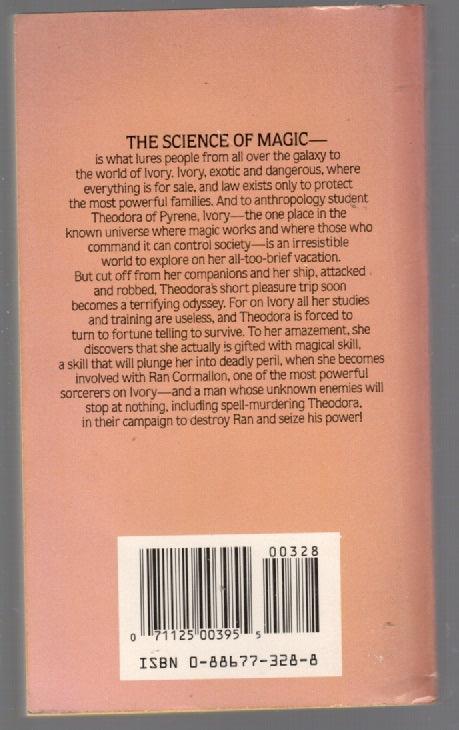 THE SCIENCE OF MAGIC—
is what lures people from all over the galaxy to
the world of Ivory. Ivory, exotic and dangerous, where
everything is for sale, and law exists only to protect
the most powerful families. And to anthropology student
Theodora of Pyrene, Ivory—the one place in the
known universe where magic works and where those who
command it can control society—is an irresistible
world to explore on her all-too-brief vacation.
But cut off from her companions and her ship, attacked
and robbed, Theodora's short pleasure trip soon
becomes a terrifying odyssey. For on Ivory all her studies
and training are useless, and Theodora is forced to
turn to fortune telling to survive. To her amazement, she
discovers that she actually is gifted with magical skill,
a skill that will plunge her into deadly peril, when she becomes
involved with Ran Cormallon, one of the most powerful
sorcerers on Ivory—and a man whose unknown enemies will
stop at nothing, including spell-murdering Theodora,
in their campaign to destroy Ran and seize his power!
00328
0 71125 00395 5
ISBN 0-88677-328-8